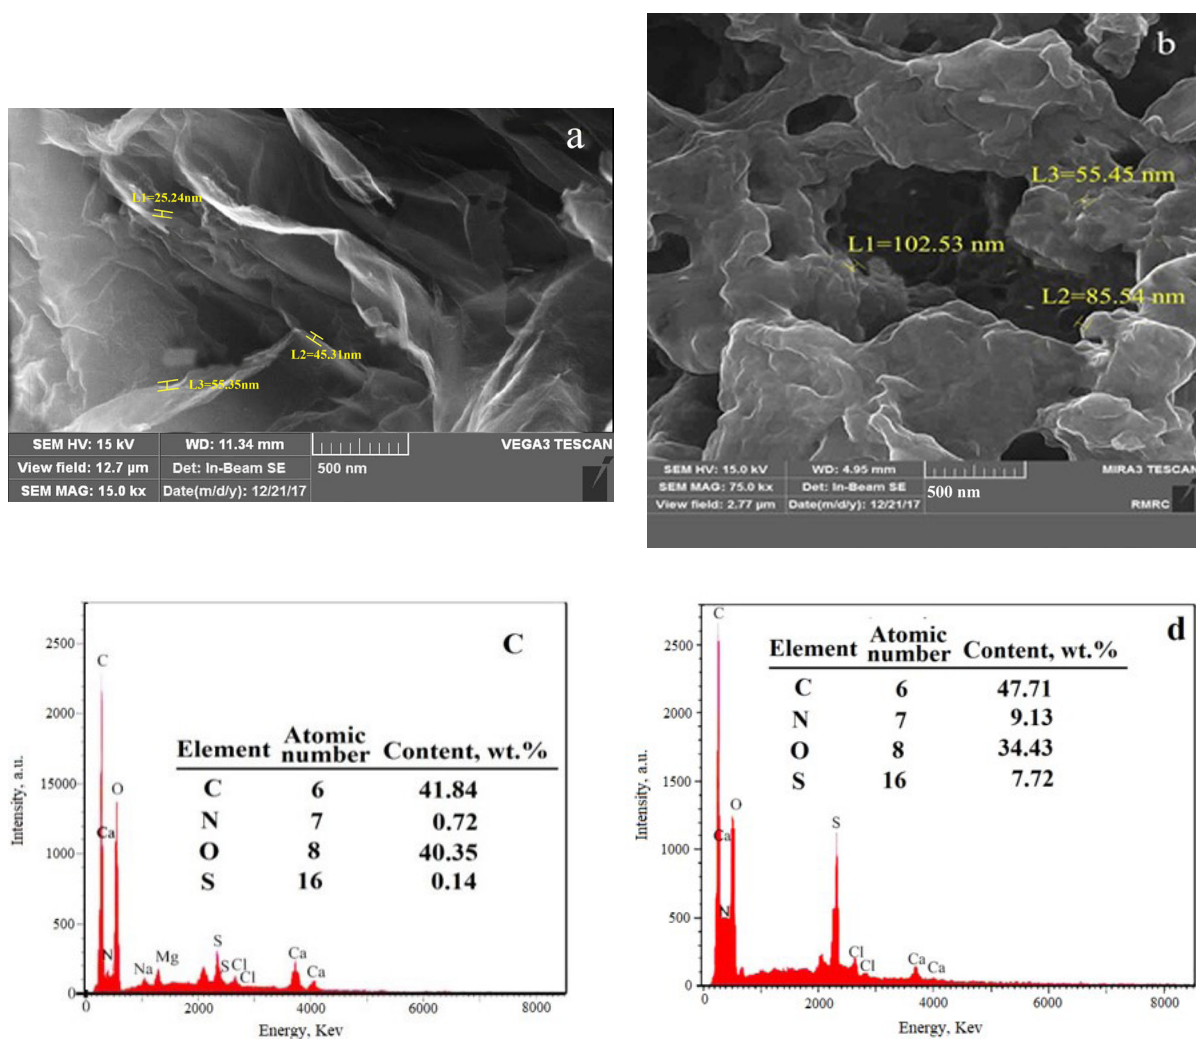 a
L1=25.24nm
L2=45.31nm
L3=55.35nm
SEM HV: 15 kV WD: 11.34 mm VEGA3 TESCAN
View field: 12.7 µm Det: In-Beam SE 500 nm
SEM MAG: 15.0 kx Date(m/d/y): 12/21/17
b
L3=55.45 nm
L1=102.53 nm
L2=85.54 nm
SEM HV: 15.0 kV WD: 4.95 mm MIRA3 TESCAN
SEM MAG: 75.0 kx Det: In-Beam SE 500 nm
View field: 2.77 µm Date(m/d/y): 12/21/17 RMRC
C
Element Atomic number Content, wt.%
C 6 41.84
N 7 0.72
O 8 40.35
S 16 0.14
Intensity, a.u.
2500
2000
15000
1000
500
0
C
O
Ca
N
Na
Mg
S
S
Cl
Cl
Ca
Ca
0 2000 4000 6000 8000
Energy, Kev
d
Element Atomic number Content, wt.%
C 6 47.71
N 7 9.13
O 8 34.43
S 16 7.72
Intensity, a.u.
2500
2000
1500
1000
500
0
C
O
Ca
N
S
Cl
Cl
Ca
Ca
0 2000 4000 6000 8000
Energy, Kev